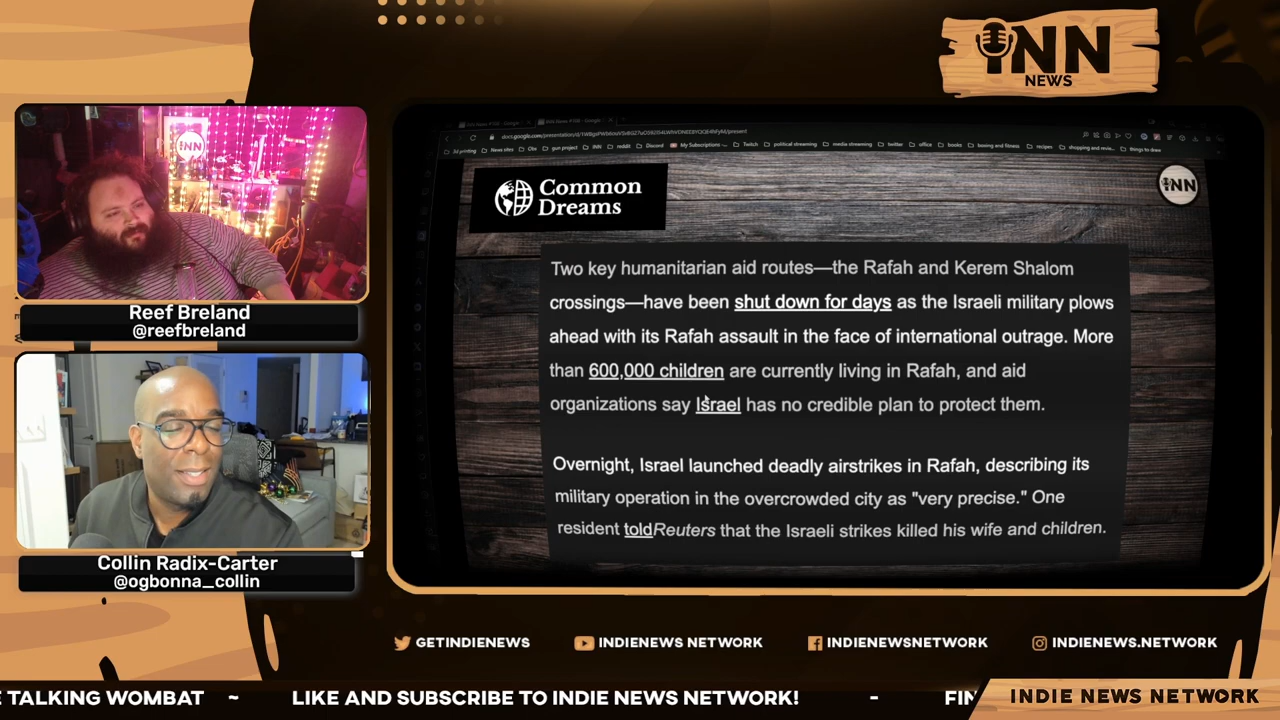 INN
NEWS
INN
Reef Breland
@reefbreland
Collin Radix-Carter
@ogbonna_collin
Common
Dreams
INN
Two key humanitarian aid routes—the Rafah and Kerem Shalom
crossings—have been shut down for days as the Israeli military plows
ahead with its Rafah assault in the face of international outrage. More
than 600,000 children are currently living in Rafah, and aid
organizations say Israel has no credible plan to protect them.
Overnight, Israel launched deadly airstrikes in Rafah, describing its
military operation in the overcrowded city as "very precise." One
resident toldReuters that the Israeli strikes killed his wife and children.
GETINDIENEWS
INDIENEWS NETWORK
INDIENEWSNETWORK
INDIENEWS.NETWORK
E TALKING WOMBAT ~ LIKE AND SUBSCRIBE TO INDIE NEWS NETWORK! - FIN
INDIE NEWS NETWORK